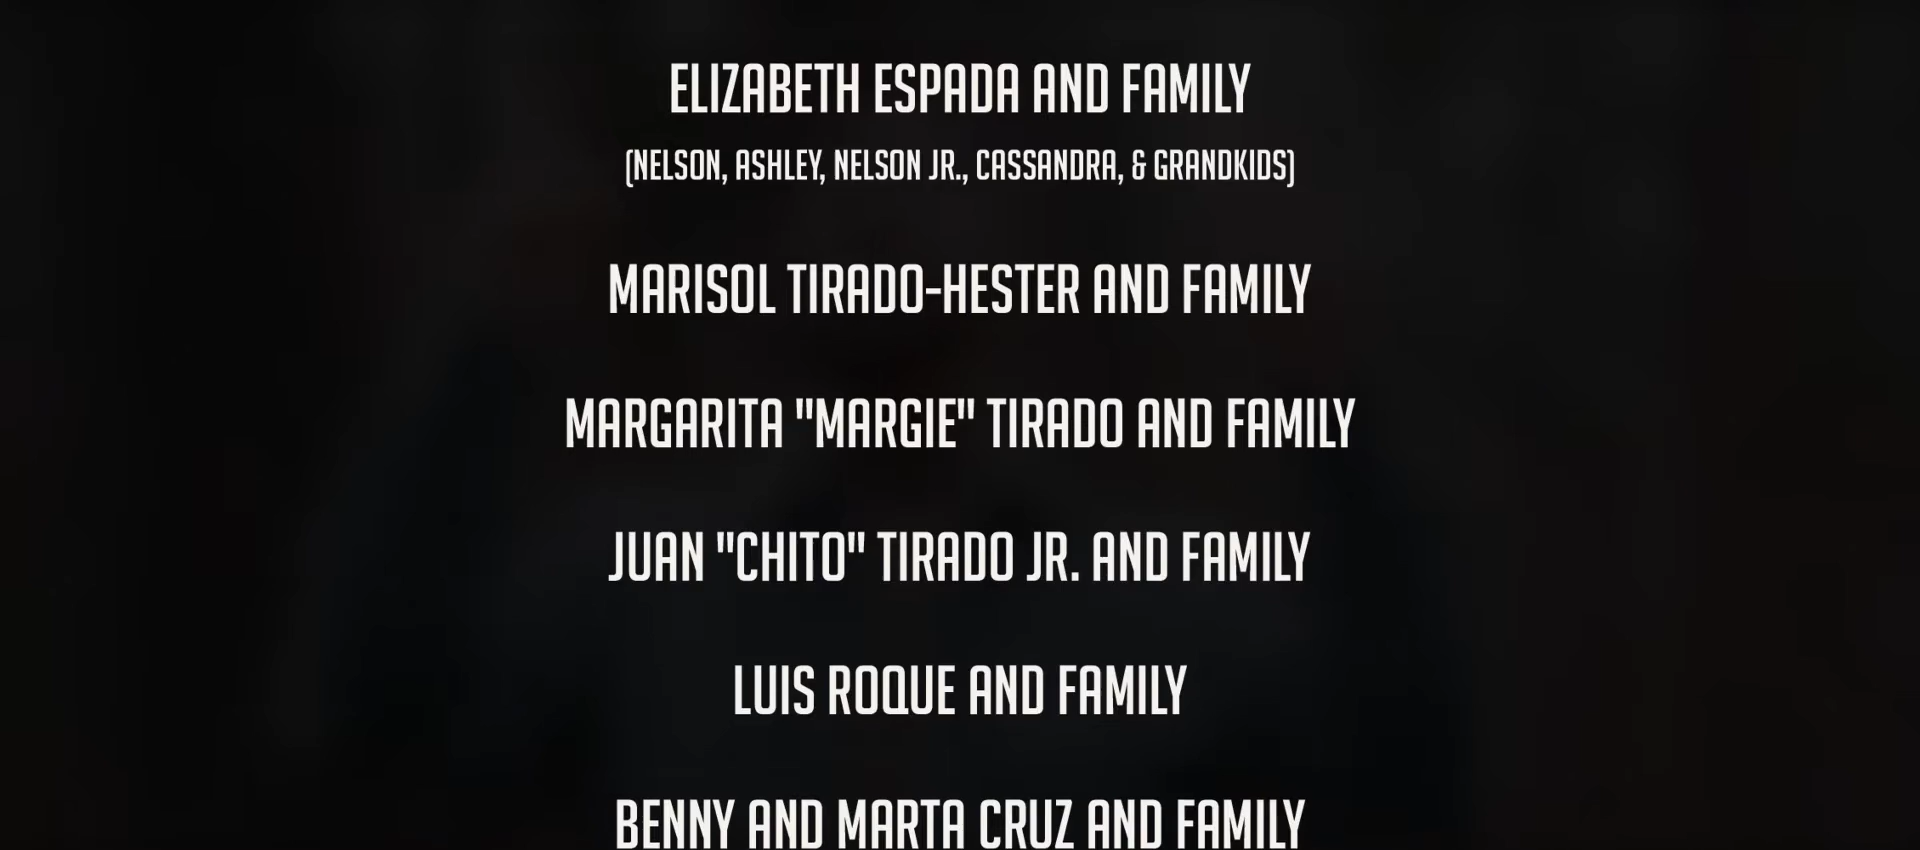 ELIZABETH ESPADA AND FAMILY
(NELSON, ASHLEY, NELSON JR., CASSANDRA, & GRANDKIDS)
MARISOL TIRADO-HESTER AND FAMILY
MARGARITA "MARGIE" TIRADO AND FAMILY
JUAN "CHITO" TIRADO JR. AND FAMILY
LUIS ROQUE AND FAMILY
BENNY AND MARTA CRUZ AND FAMILY